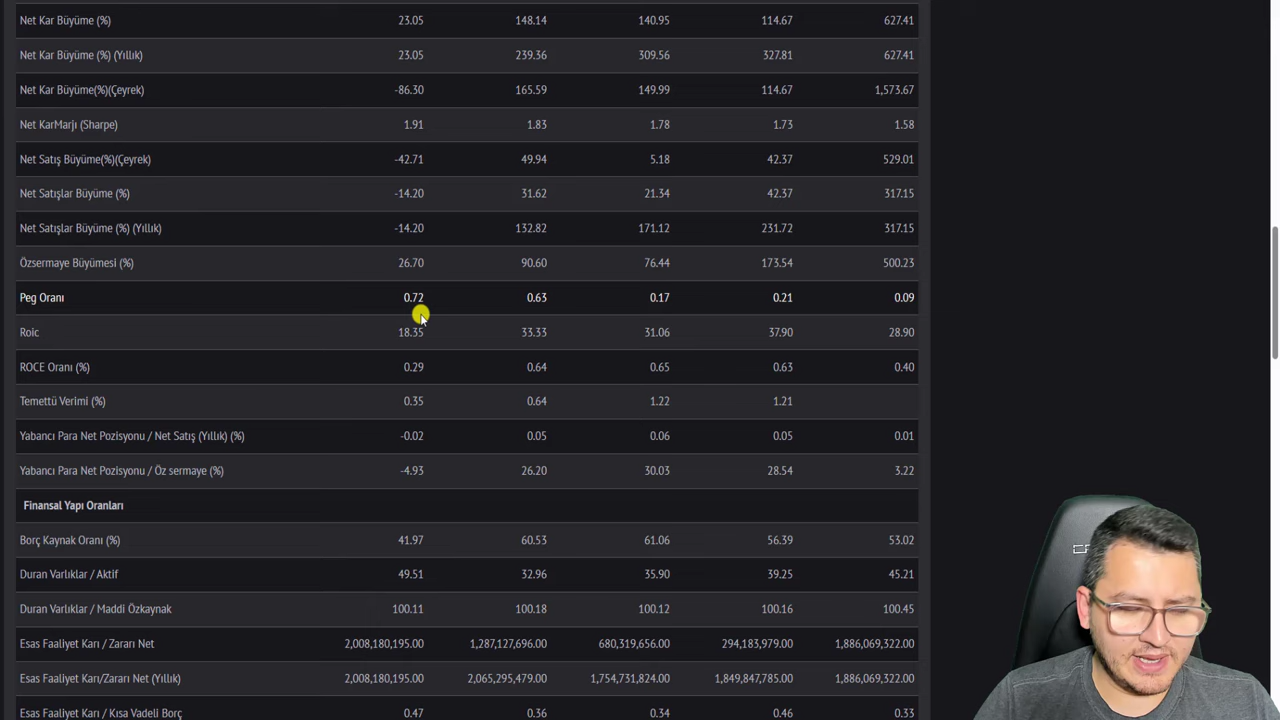 Net Kar Büyüme (%) 23.05 148.14 140.95 114.67 627.41
Net Kar Büyüme (%) (Yıllık) 23.05 239.36 309.56 327.81 627.41
Net Kar Büyüme(%)(Çeyrek) -86.30 165.59 149.99 114.67 1,573.67
Net KarMarjı (Sharpe) 1.91 1.83 1.78 1.73 1.58
Net Satış Büyüme(%)(Çeyrek) -42.71 49.94 5.18 42.37 529.01
Net Satışlar Büyüme (%) -14.20 31.62 21.34 42.37 317.15
Net Satışlar Büyüme (%) (Yıllık) -14.20 132.82 171.12 231.72 317.15
Özsermaye Büyümesi (%) 26.70 90.60 76.44 173.54 500.23
Peg Oranı 0.72 0.63 0.17 0.21 0.09
Roic 18.35 33.33 31.06 37.90 28.90
ROCE Oranı (%) 0.29 0.64 0.65 0.63 0.40
Temettü Verimi (%) 0.35 0.64 1.22 1.21
Yabancı Para Net Pozisyonu / Net Satış (Yıllık) (%) -0.02 0.05 0.06 0.05 0.01
Yabancı Para Net Pozisyonu / Öz sermaye (%) -4.93 26.20 30.03 28.54 3.22
Finansal Yapı Oranları
Borç Kaynak Oranı (%) 41.97 60.53 61.06 56.39 53.02
Duran Varlıklar / Aktif 49.51 32.96 35.90 39.25 45.21
Duran Varlıklar / Maddi Özkaynak 100.11 100.18 100.12 100.16 100.45
Esas Faaliyet Karı / Zararı Net 2,008,180,195.00 1,287,127,696.00 680,319,656.00 294,183,979.00 1,886,069,322.00
Esas Faaliyet Karı/Zararı Net (Yıllık) 2,008,180,195.00 2,065,295,479.00 1,754,731,824.00 1,849,847,785.00 1,886,069,322.00
Esas Faaliyet Karı / Kısa Vadeli Borç 0.47 0.36 0.34 0.46 0.33